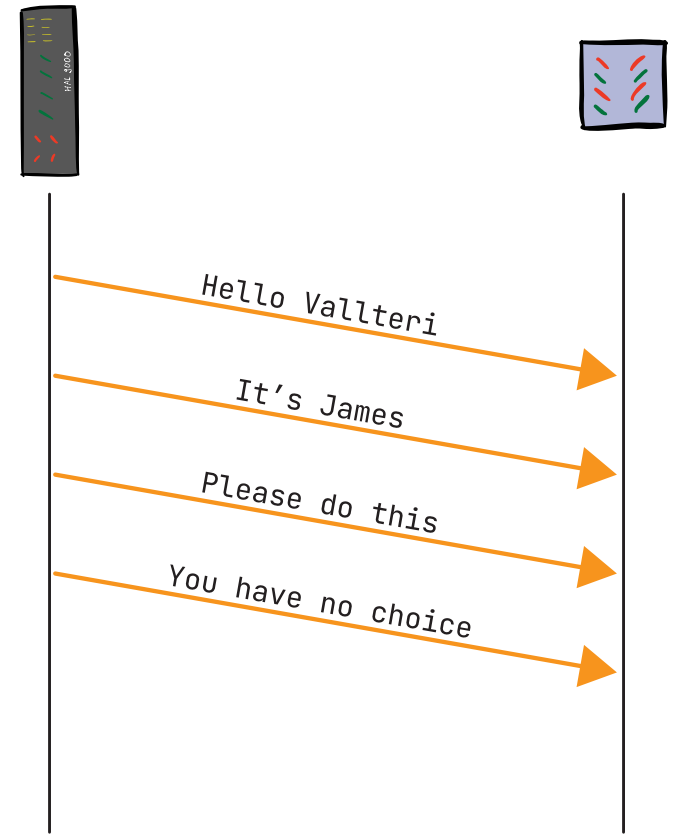 HAL 9000
Hello Vallteri
It’s James
Please do this
You have no choice